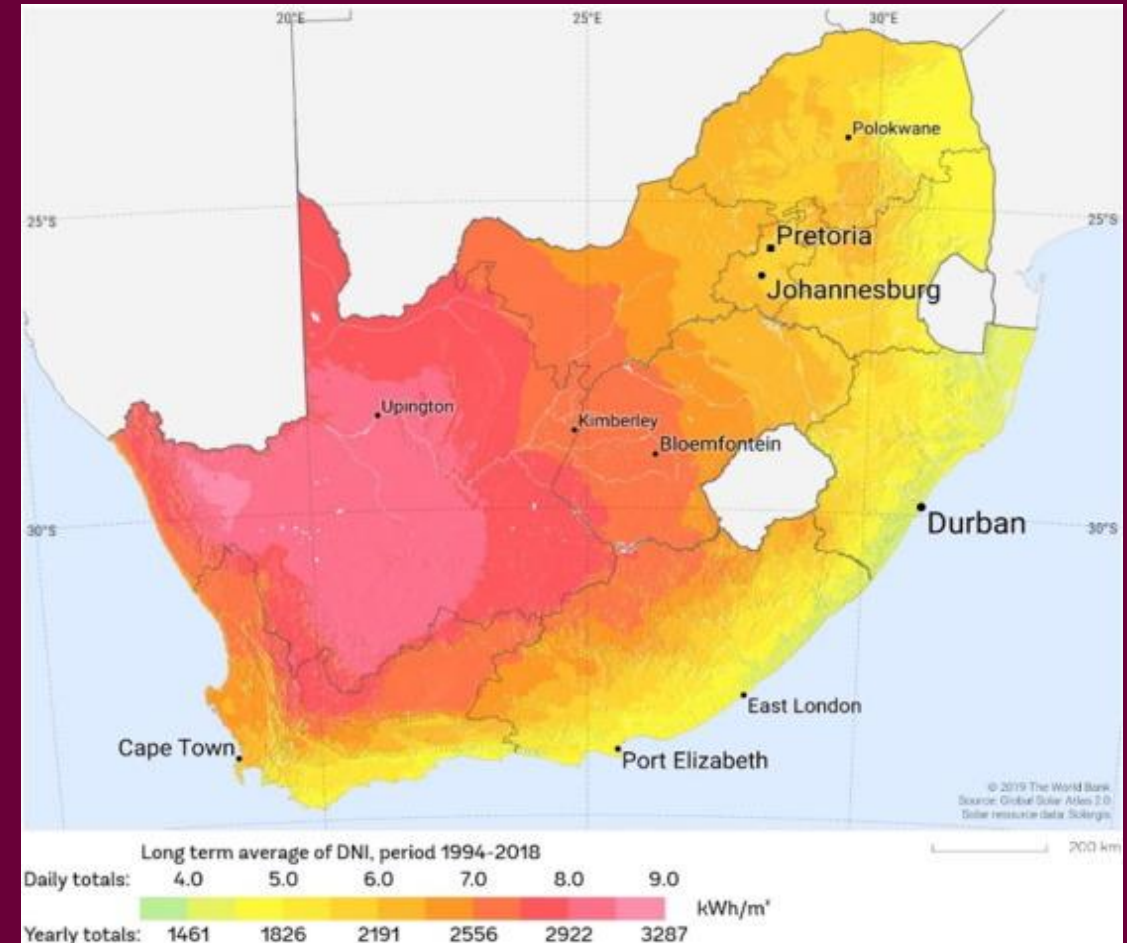 20°E 25°E 30°E
Polokwane
25°S 25°S
Pretoria
Johannesburg
Upington
Kimberley
Bloemfontein
30°S 30°S
Durban
East London
Cape Town
Port Elizabeth
© 2019 The World Bank
Source: Global Solar Atlas 2.0
Solar resource data: Solargis
200 km
Long term average of DNI, period 1994-2018
Daily totals: 4.0 5.0 6.0 7.0 8.0 9.0
kWh/m²
Yearly totals: 1461 1826 2191 2556 2922 3287